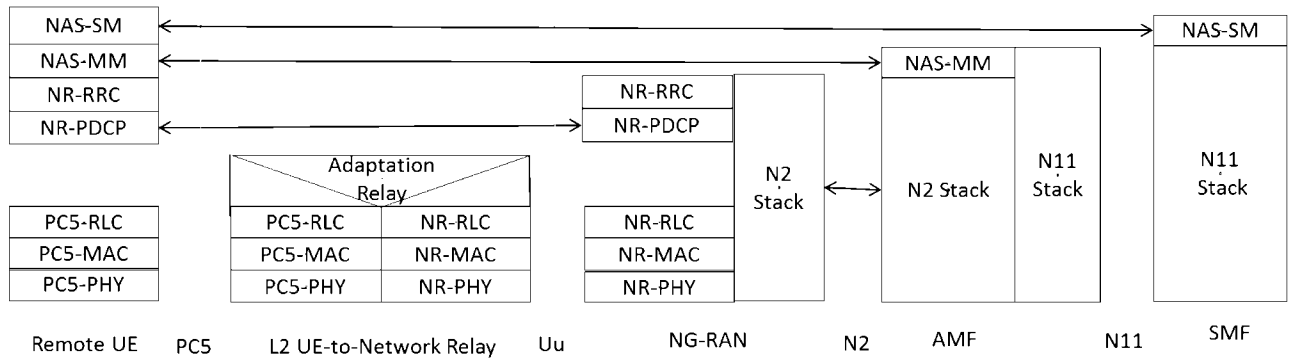 NAS-SM
NAS-SM
NAS-MM
NAS-MM
NR-RRC
NR-RRC
NR-PDCP
NR-PDCP
Adaptation
Relay
N2
Stack
N2 Stack
N11
Stack
N11
Stack
PC5-RLC
PC5-RLC
NR-RLC
NR-RLC
PC5-MAC
PC5-MAC
NR-MAC
NR-MAC
PC5-PHY
PC5-PHY
NR-PHY
NR-PHY
Remote UE
PC5
L2 UE-to-Network Relay
Uu
NG-RAN
N2
AMF
N11
SMF